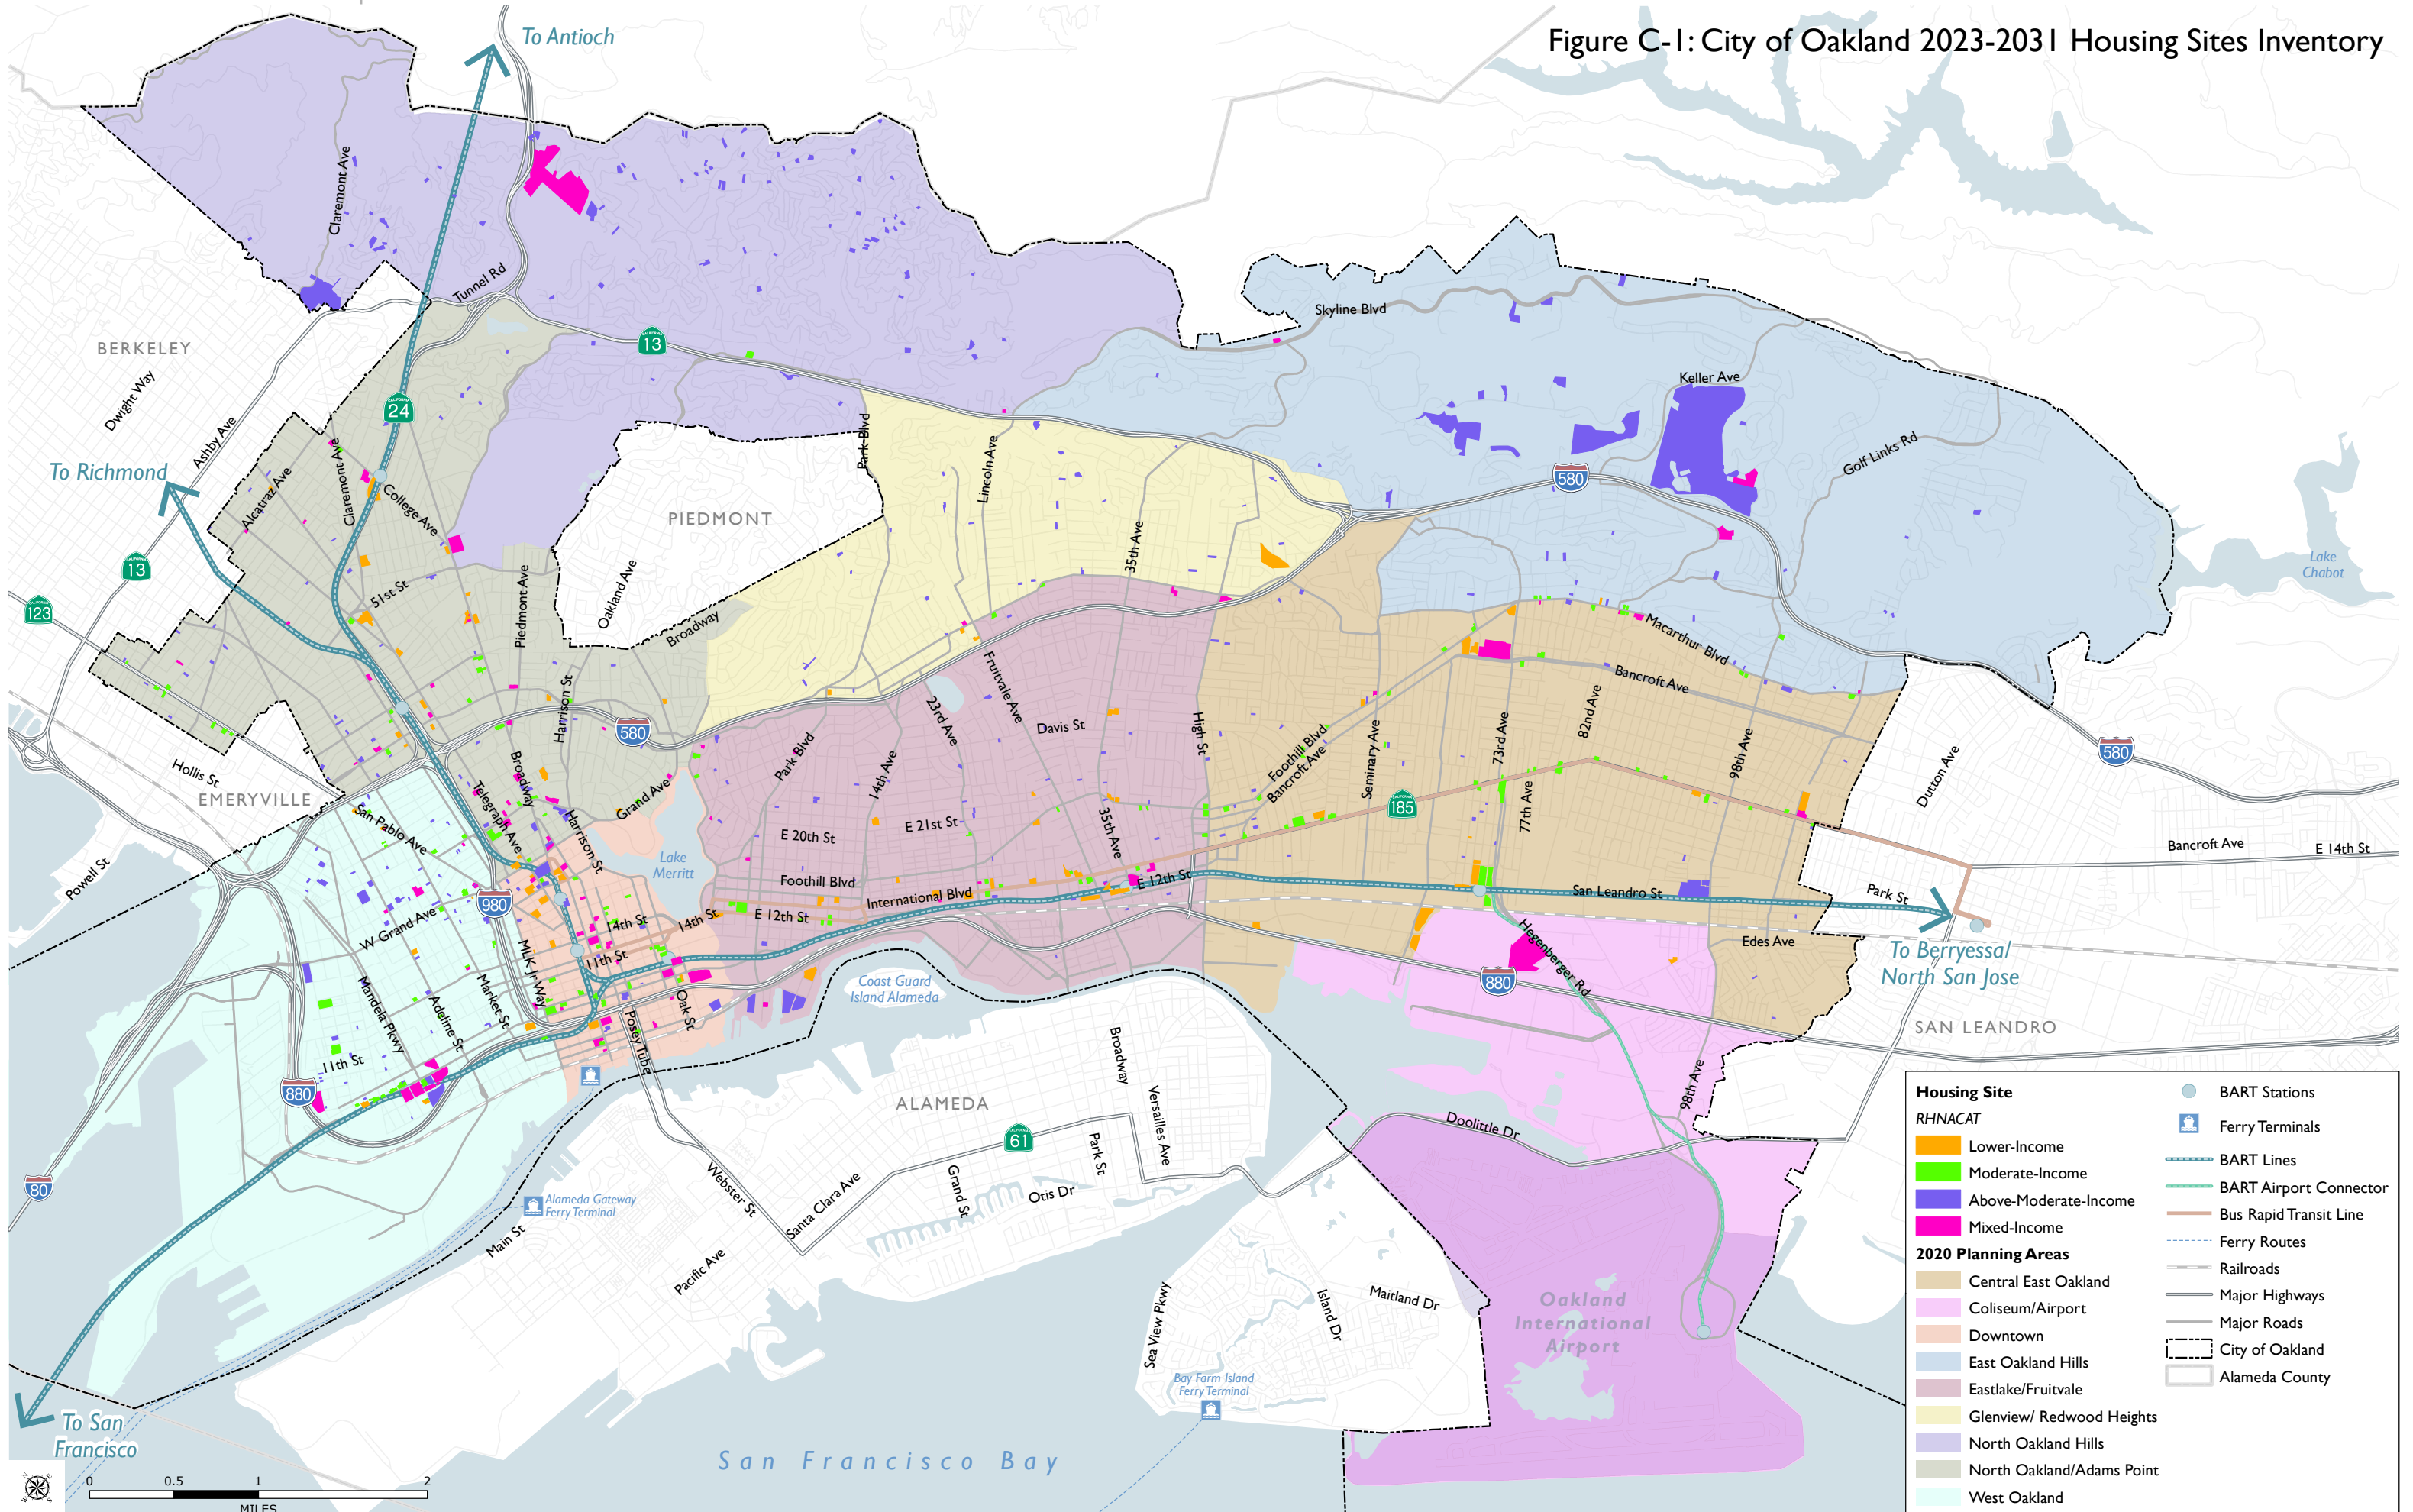 Figure C-1: City of Oakland 2023-2031 Housing Sites Inventory
To Antioch
Claremont Ave
Tunnel Rd
BERKELEY
Dwight Way
Ashby Ave
CALIFORNIA
13
CALIFORNIA
24
Skyline Blvd
Keller Ave
Golf Links Rd
To Richmond
Alcatraz Ave
Claremont Ave
College Ave
PIEDMONT
Park Blvd
Lincoln Ave
35th Ave
580
Lake
Chabot
CALIFORNIA
13
CALIFORNIA
123
51st St
Piedmont Ave
Oakland Ave
Broadway
Harrison St
580
Fruitvale Ave
23rd Ave
Davis St
High St
Macarthur Blvd
Bancroft Ave
Foothill Blvd
Bancroft Ave
Seminary Ave
73rd Ave
82nd Ave
98th Ave
77th Ave
CALIFORNIA
185
Dutton Ave
580
Bancroft Ave
E 14th St
Park St
Hollis St
EMERYVILLE
Powell St
San Pablo Ave
Telegraph Ave
Broadway
Harrison St
Grand Ave
Park Blvd
14th Ave
E 20th St
E 21st St
35th Ave
Lake
Merritt
Foothill Blvd
International Blvd
E 12th St
E 12th St
San Leandro St
980
W Grand Ave
14th St
14th St
11th St
MLK Jr Way
Mandela Pkwy
Adeline St
Market St
Oak St
Posey Tube
11th St
880
80
Coast Guard
Island Alameda
Hegenberger Rd
880
Edes Ave
To Berryessa/
North San Jose
SAN LEANDRO
98th Ave
Doolittle Dr
ALAMEDA
Broadway
Versailles Ave
Park St
CALIFORNIA
61
Grand St
Otis Dr
Webster St
Santa Clara Ave
Pacific Ave
Main St
Alameda Gateway
Ferry Terminal
Sea View Pkwy
Island Dr
Maitland Dr
Bay Farm Island
Ferry Terminal
Oakland
International
Airport
San Francisco Bay
To San
Francisco
N
E
S
W
0 0.5 1 2
MILES
Housing Site
RHNACAT
Lower-Income
Moderate-Income
Above-Moderate-Income
Mixed-Income
2020 Planning Areas
Central East Oakland
Coliseum/Airport
Downtown
East Oakland Hills
Eastlake/Fruitvale
Glenview/ Redwood Heights
North Oakland Hills
North Oakland/Adams Point
West Oakland
BART Stations
Ferry Terminals
BART Lines
BART Airport Connector
Bus Rapid Transit Line
Ferry Routes
Railroads
Major Highways
Major Roads
City of Oakland
Alameda County